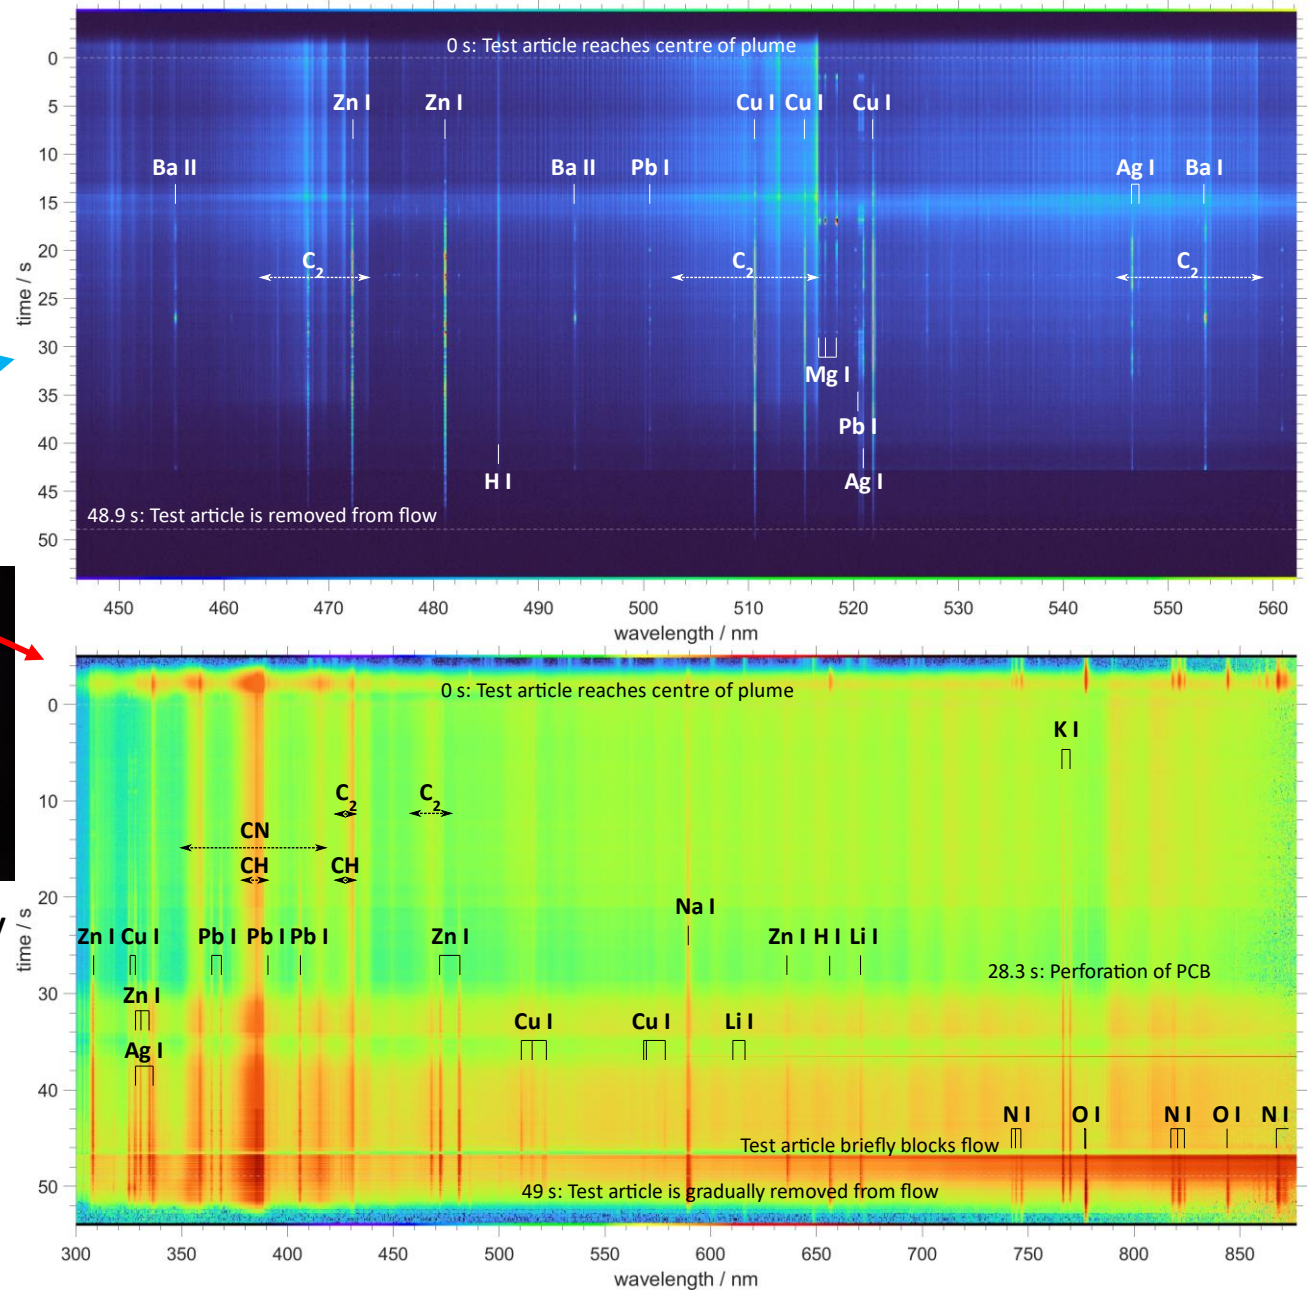 0 s: Test article reaches centre of plume
0
5
10
15
20
25
30
35
40
45
50
time / s
Zn I Zn I Cu I Cu I Cu I
Ba II Ba II Pb I Ag I Ba I
C2 C2 C2
Mg I
Pb I
H I Ag I
48.9 s: Test article is removed from flow
450 460 470 480 490 500 510 520 530 540 550 560
wavelength / nm
0 s: Test article reaches centre of plume
0
10
20
30
40
50
time / s
y
K I
C2 C2
CN
CH CH
Na I
Zn I Cu I Pb I Pb I Pb I Zn I Zn I H I Li I
28.3 s: Perforation of PCB
Zn I
Cu I Cu I Li I
Ag I
N I O I N I O I N I
Test article briefly blocks flow
49 s: Test article is gradually removed from flow
300 350 400 450 500 550 600 650 700 750 800 850
wavelength / nm